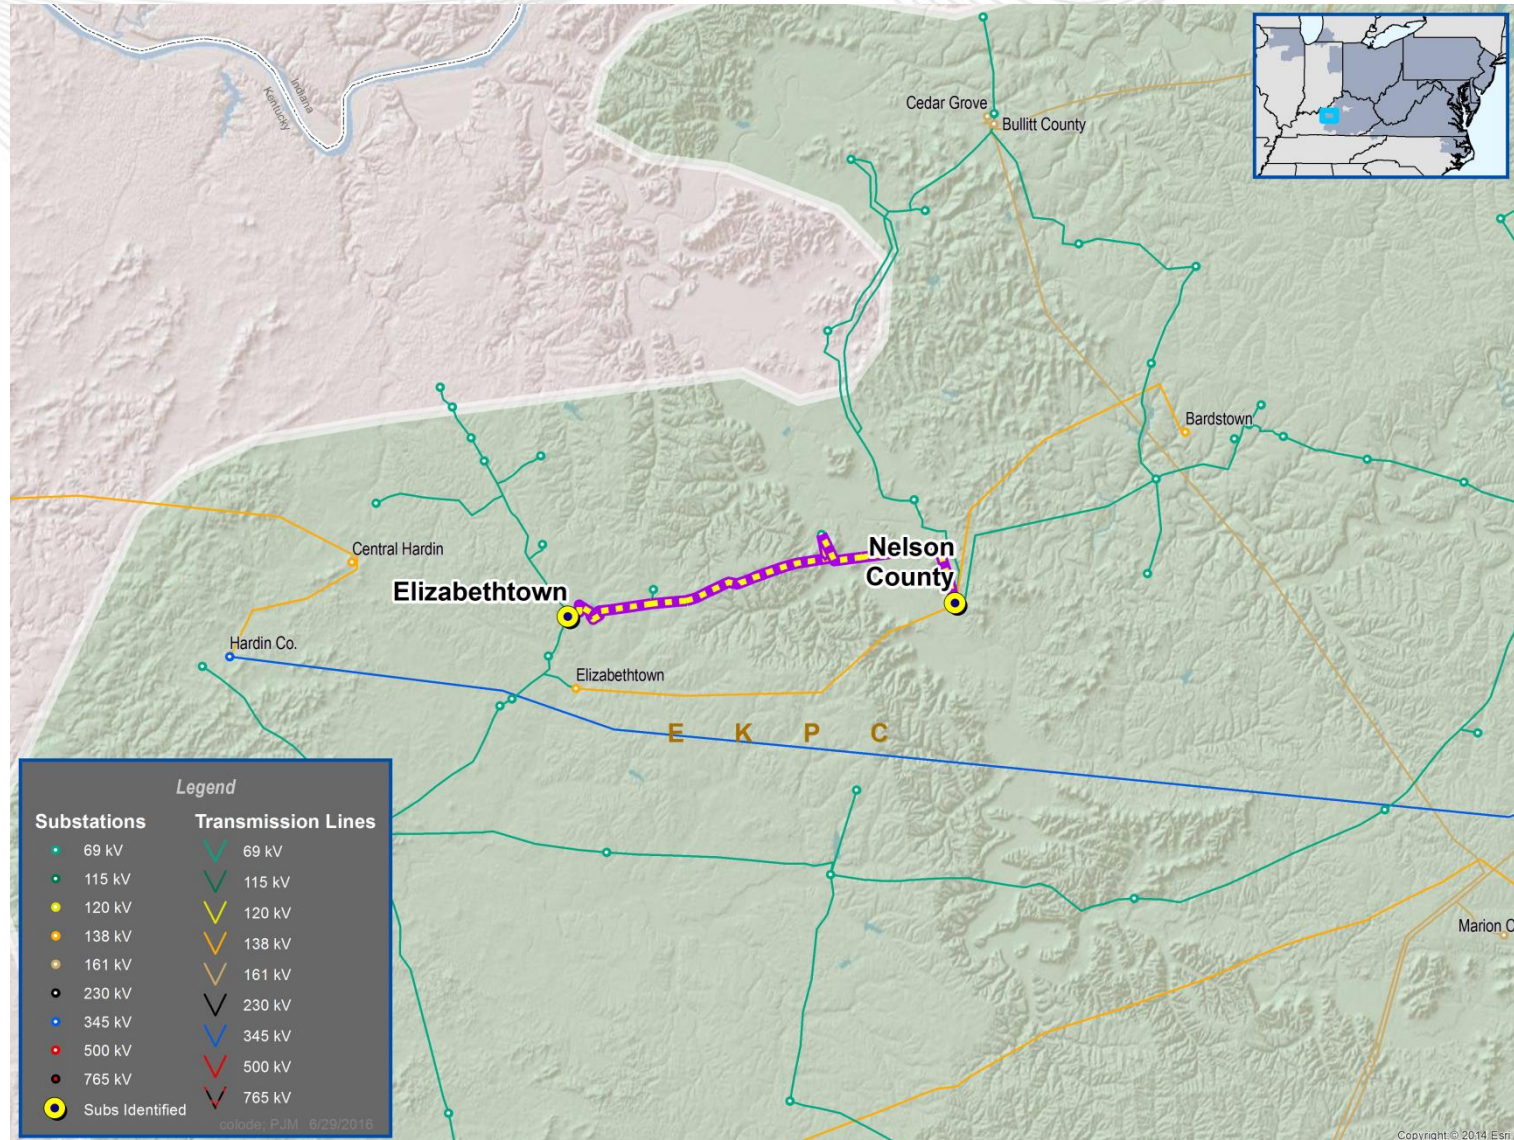 Indiana
Kentucky
Cedar Grove
Bullitt County
Bardstown
Central Hardin
Nelson
County
Elizabethtown
Hardin Co.
Elizabethtown
E K P C
Marion C
Legend
Substations Transmission Lines
69 kV 69 kV
115 kV 115 kV
120 kV 120 kV
138 kV 138 kV
161 kV 161 kV
230 kV 230 kV
345 kV 345 kV
500 kV 500 kV
765 kV 765 kV
Subs Identified
colode; PJM 6/29/2016
Copyright:© 2014 Esri